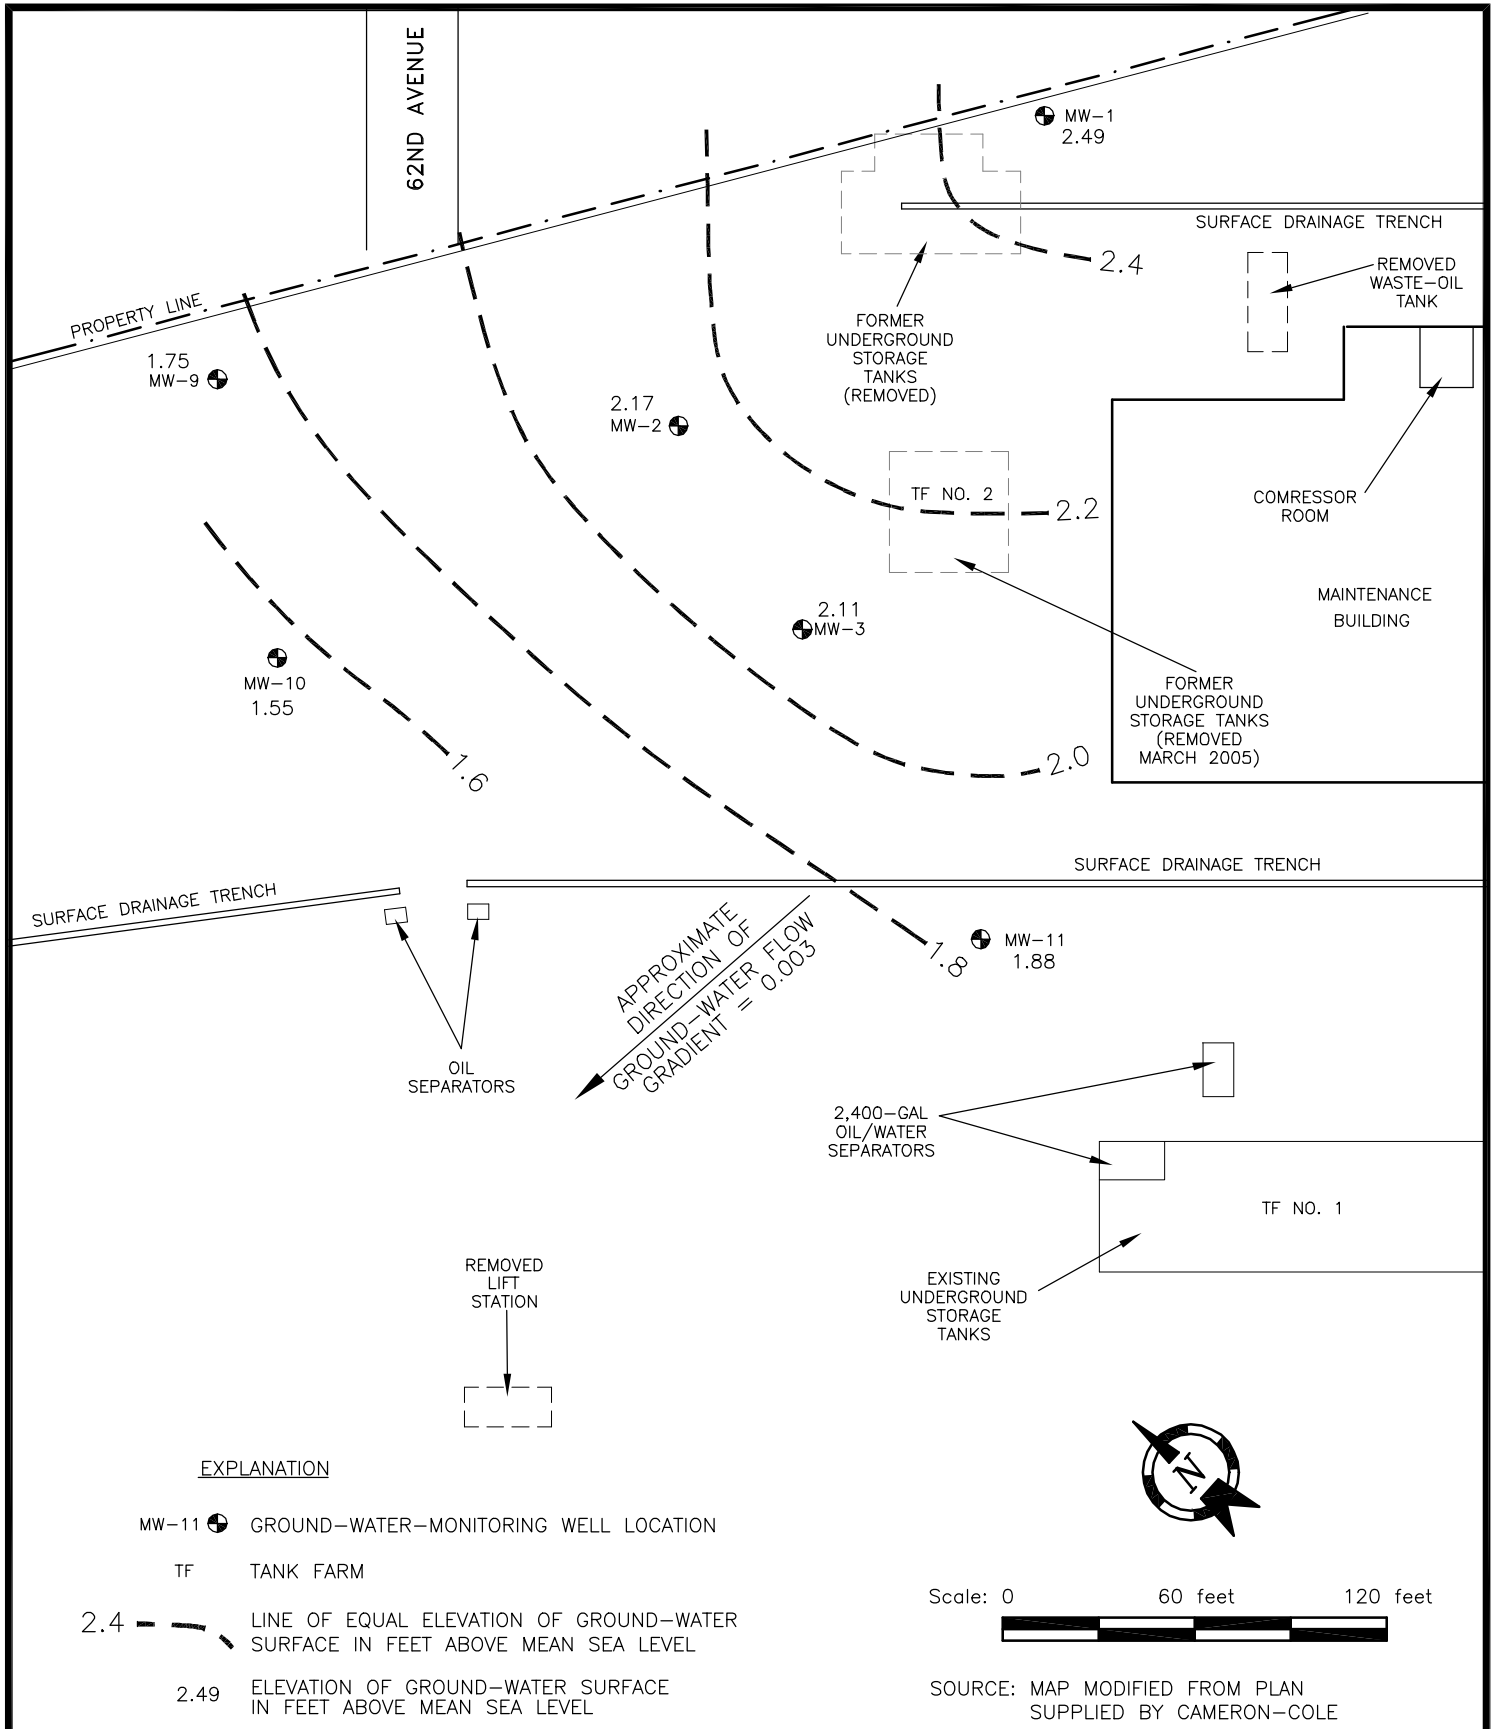 62ND AVENUE
MW-1
2.49
SURFACE DRAINAGE TRENCH
2.4
REMOVED
WASTE-OIL
TANK
PROPERTY LINE
1.75
MW-9
FORMER
UNDERGROUND
STORAGE
TANKS
(REMOVED)
2.17
MW-2
TF NO. 2
2.2
COMRESSOR
ROOM
MAINTENANCE
BUILDING
2.11
MW-3
MW-10
1.55
FORMER
UNDERGROUND
STORAGE TANKS
(REMOVED
MARCH 2005)
1.6
2.0
SURFACE DRAINAGE TRENCH
SURFACE DRAINAGE TRENCH
APPROXIMATE
DIRECTION OF
GROUND-WATER FLOW
GRADIENT = 0.003
1.8
MW-11
1.88
OIL
SEPARATORS
2,400-GAL
OIL/WATER
SEPARATORS
TF NO. 1
REMOVED
LIFT
STATION
EXISTING
UNDERGROUND
STORAGE
TANKS
N
EXPLANATION
MW-11 GROUND-WATER-MONITORING WELL LOCATION
TF TANK FARM
2.4 LINE OF EQUAL ELEVATION OF GROUND-WATER
SURFACE IN FEET ABOVE MEAN SEA LEVEL
2.49 ELEVATION OF GROUND-WATER SURFACE
IN FEET ABOVE MEAN SEA LEVEL
Scale: 0 60 feet 120 feet
SOURCE: MAP MODIFIED FROM PLAN
SUPPLIED BY CAMERON-COLE